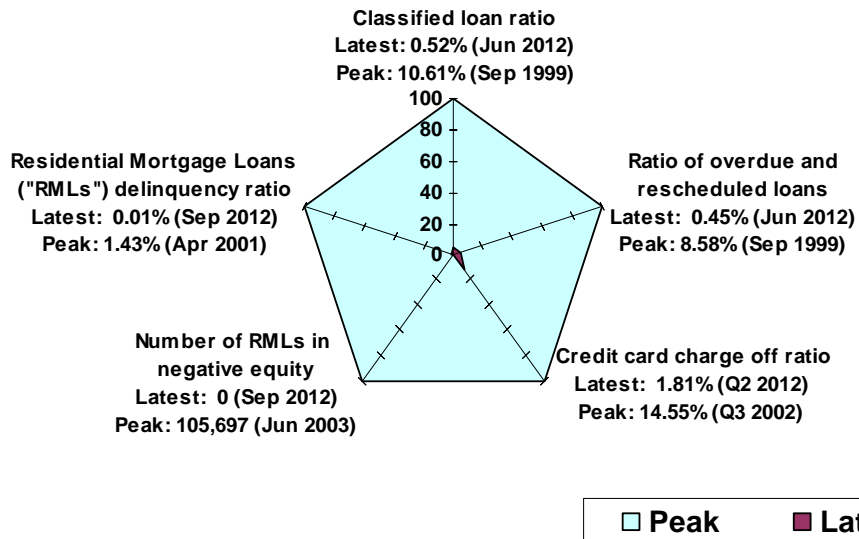 Classified loan ratio
Latest: 0.52% (Jun 2012)
Peak: 10.61% (Sep 1999)
100
80
60
40
20
0
Residential Mortgage Loans
("RMLs") delinquency ratio
Latest: 0.01% (Sep 2012)
Peak: 1.43% (Apr 2001)
Ratio of overdue and
rescheduled loans
Latest: 0.45% (Jun 2012)
Peak: 8.58% (Sep 1999)
Number of RMLs in
negative equity
Latest: 0 (Sep 2012)
Peak: 105,697 (Jun 2003)
Credit card charge off ratio
Latest: 1.81% (Q2 2012)
Peak: 14.55% (Q3 2002)
Peak